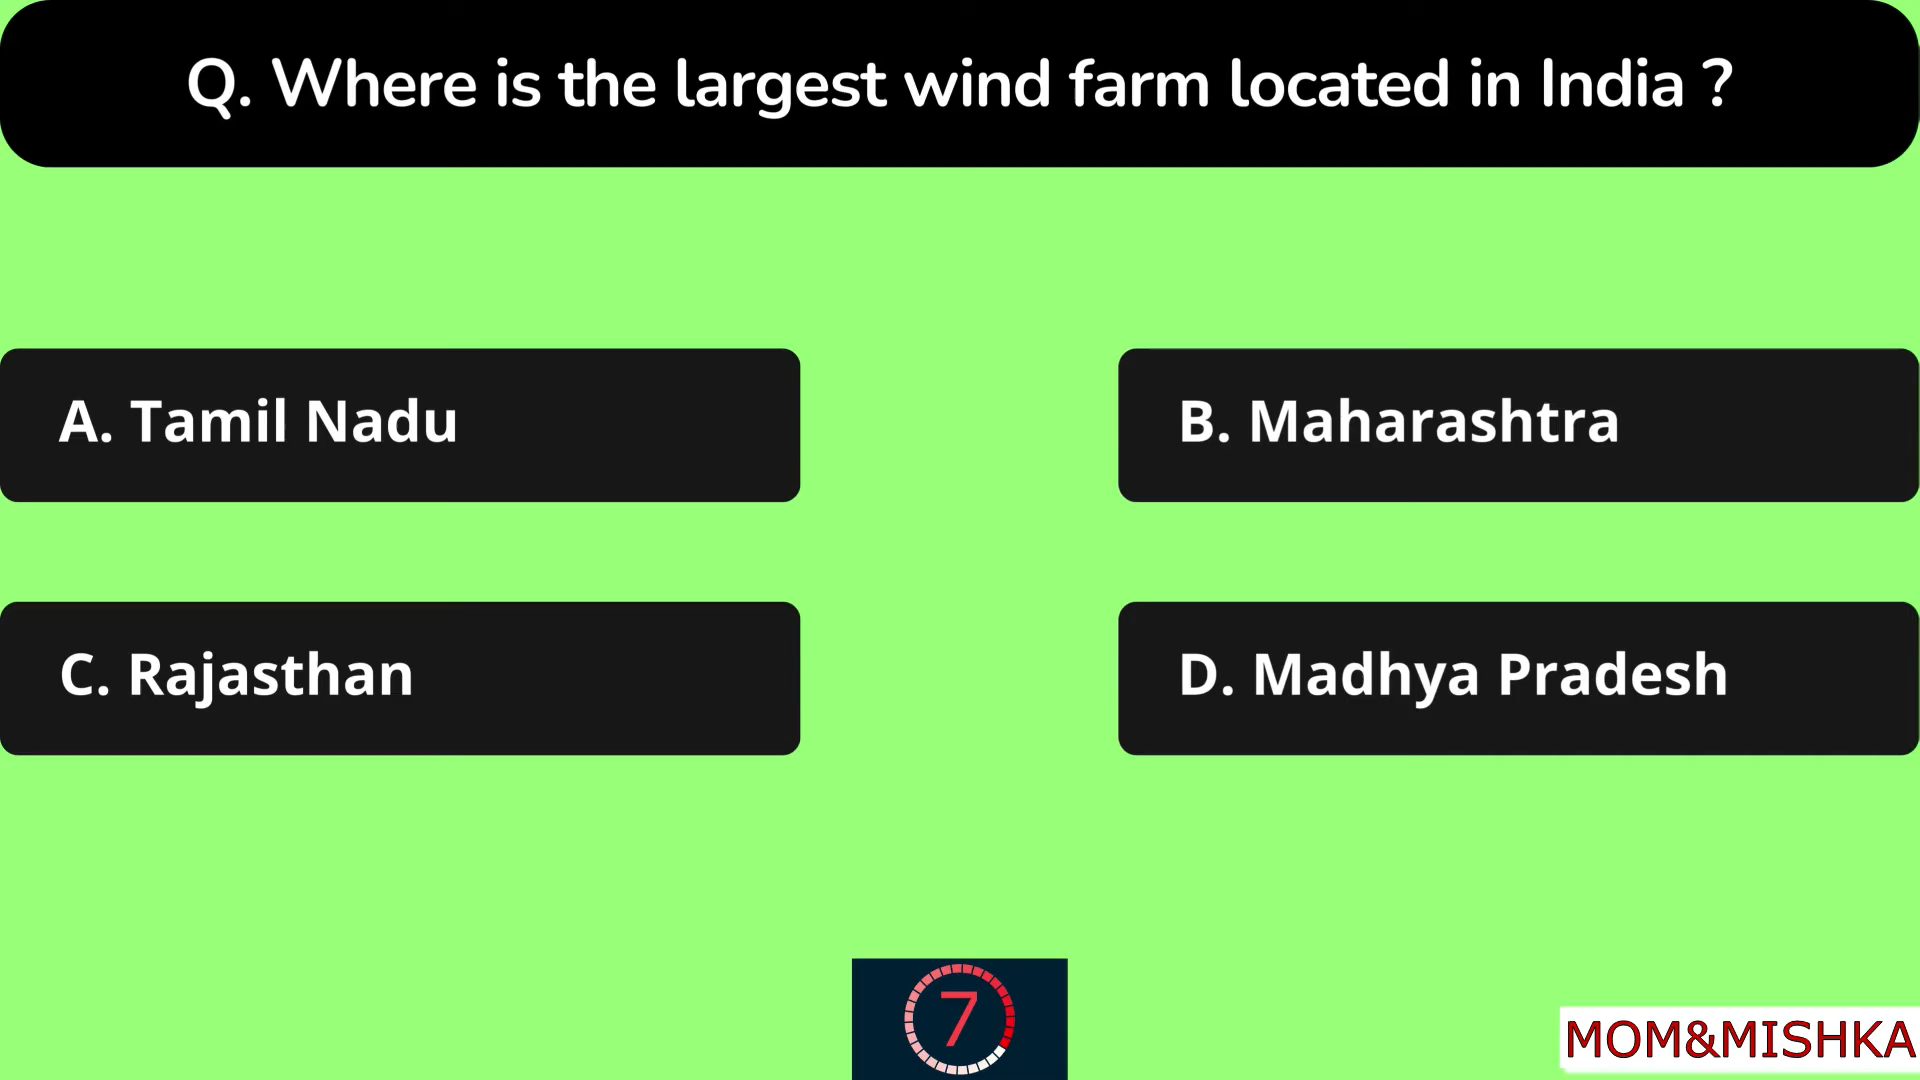 Q. Where is the largest wind farm located in India ?
A. Tamil Nadu
B. Maharashtra
C. Rajasthan
D. Madhya Pradesh
7
MOM&MISHKA